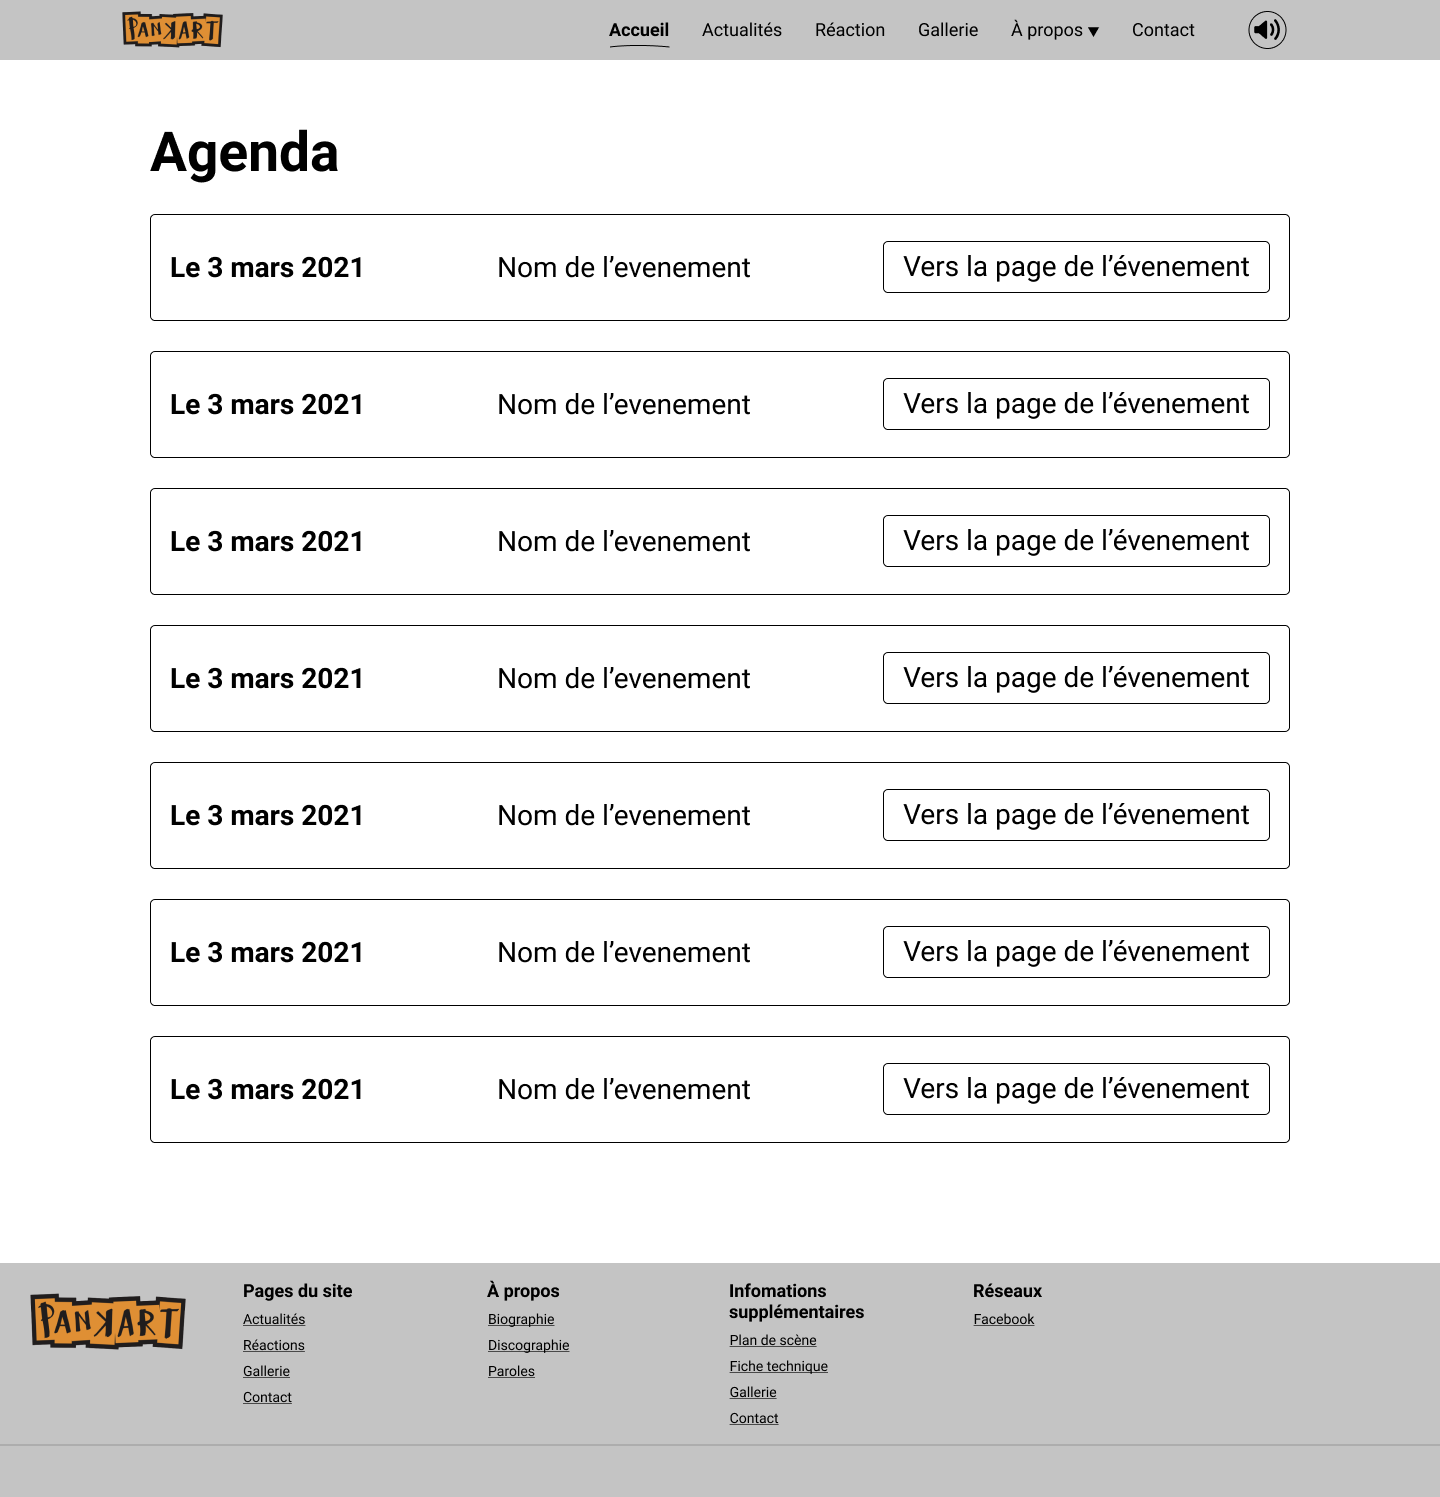 PANKART
Accueil Actualités Réaction Gallerie À propos ▼ Contact
Agenda
Le 3 mars 2021 Nom de l’evenement Vers la page de l’évenement
Le 3 mars 2021 Nom de l’evenement Vers la page de l’évenement
Le 3 mars 2021 Nom de l’evenement Vers la page de l’évenement
Le 3 mars 2021 Nom de l’evenement Vers la page de l’évenement
Le 3 mars 2021 Nom de l’evenement Vers la page de l’évenement
Le 3 mars 2021 Nom de l’evenement Vers la page de l’évenement
Le 3 mars 2021 Nom de l’evenement Vers la page de l’évenement
PANKART
Pages du site
Actualités
Réactions
Gallerie
Contact
À propos
Biographie
Discographie
Paroles
Infomations
supplémentaires
Plan de scène
Fiche technique
Gallerie
Contact
Réseaux
Facebook